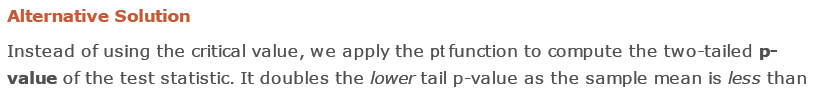 Alternative Solution
Instead of using the critical value, we apply the pt function to compute the two-tailed p-
value of the test statistic. It doubles the lower tail p-value as the sample mean is less than